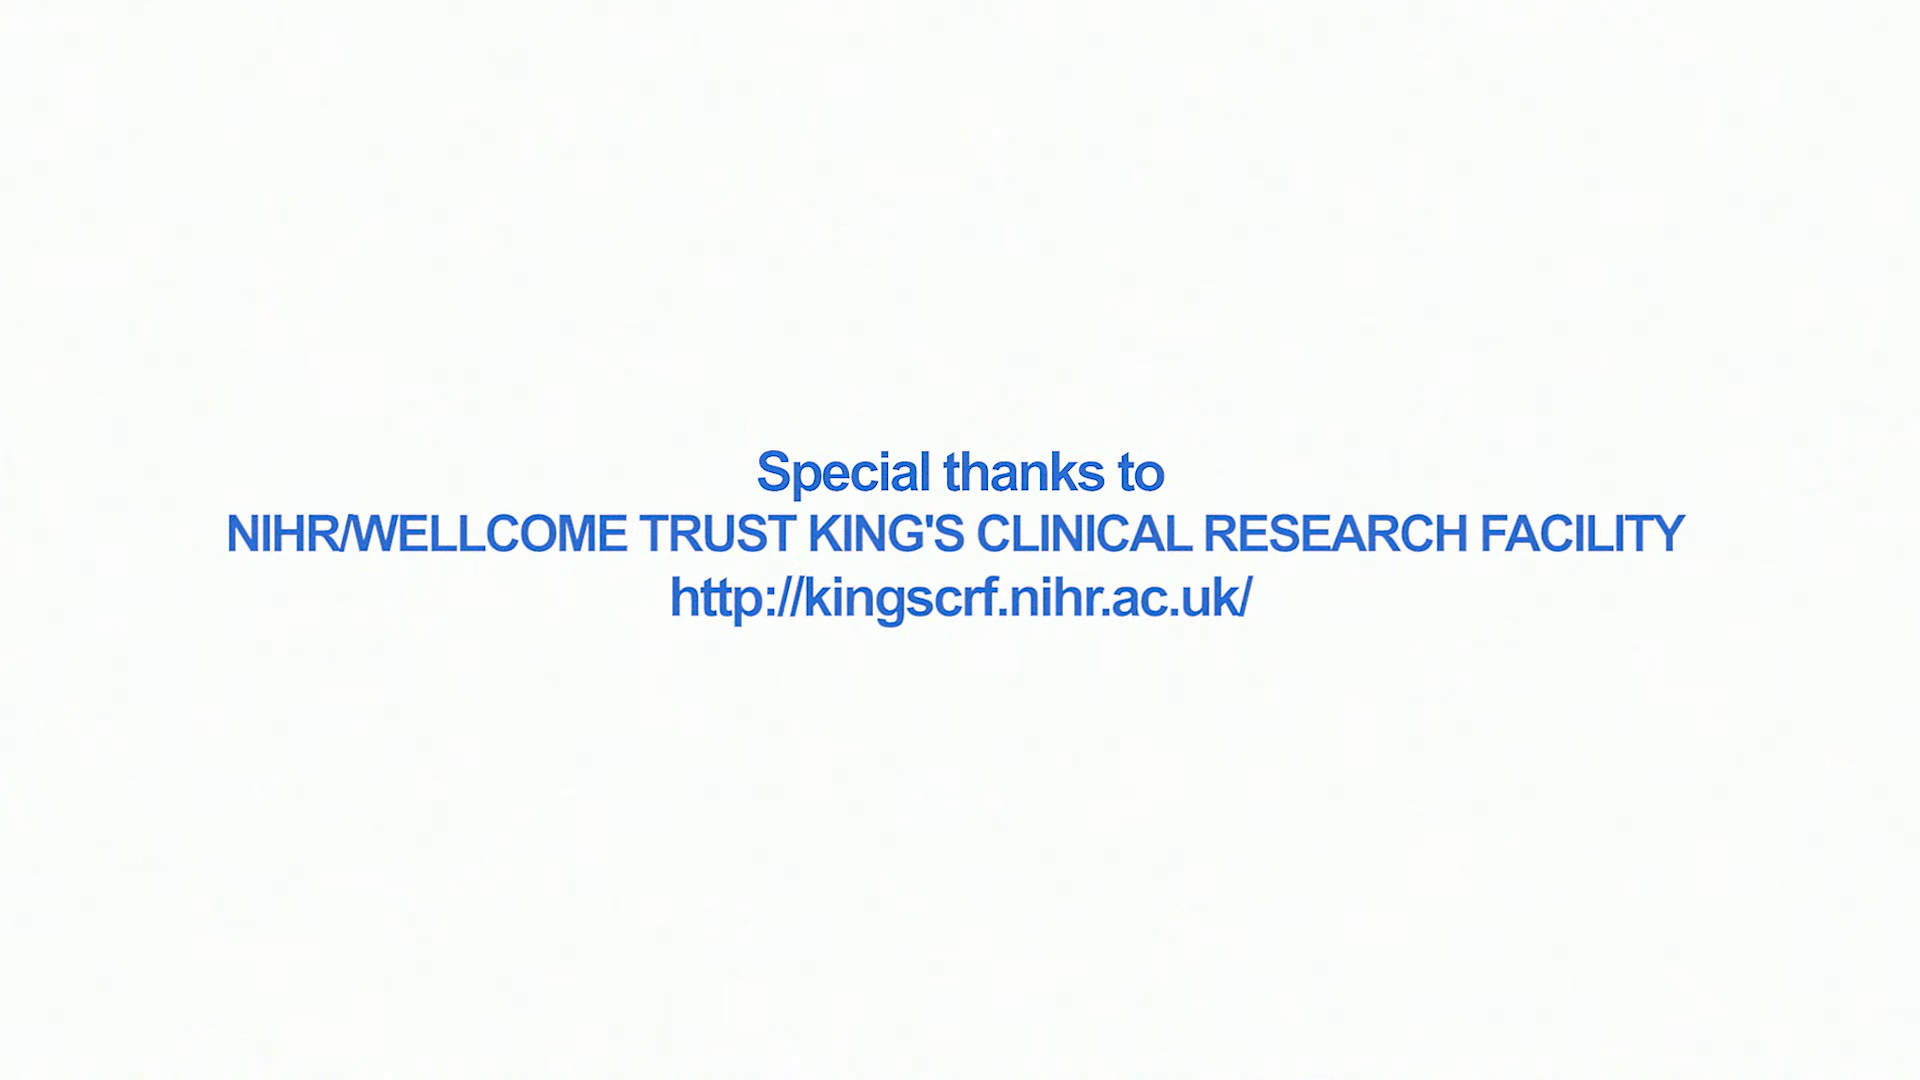 Special thanks to
NIHR/WELLCOME TRUST KING'S CLINICAL RESEARCH FACILITY
http://kingscrf.nihr.ac.uk/